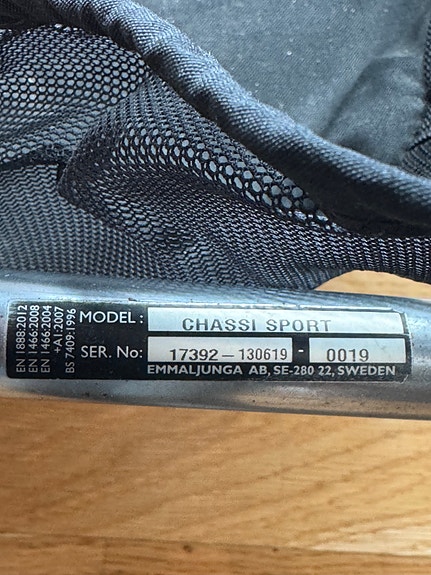 EN 1888:2012
EN 1466:2008
EN 1466:2004
+A1:2007
BS 7409:1996
MODEL: CHASSI SPORT
SER. No: 17392-130619 - 0019
EMMALJUNGA AB, SE-280 22, SWEDEN